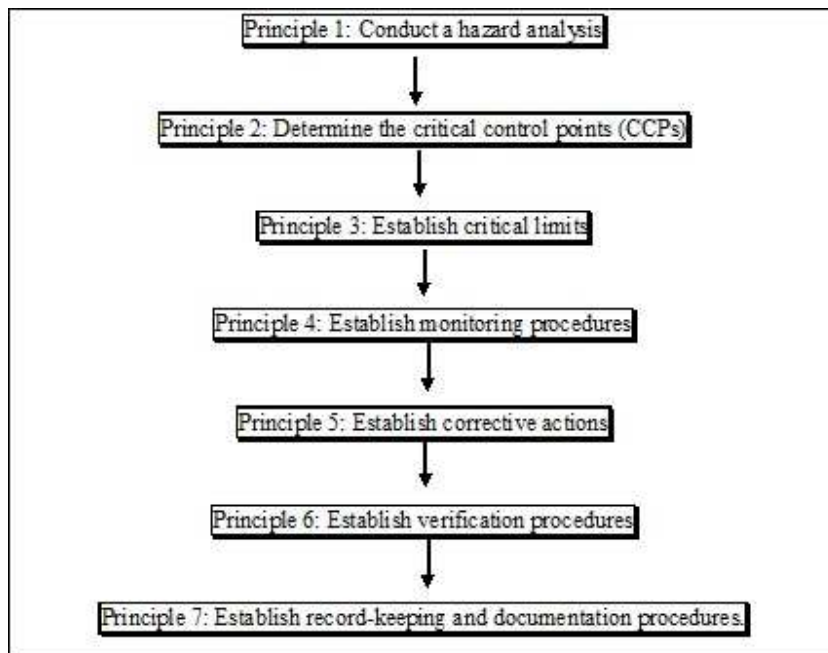 Principle 1: Conduct a hazard analysis
Principle 2: Determine the critical control points (CCPs)
Principle 3: Establish critical limits
Principle 4: Establish monitoring procedures
Principle 5: Establish corrective actions
Principle 6: Establish verification procedures
Principle 7: Establish record-keeping and documentation procedures.